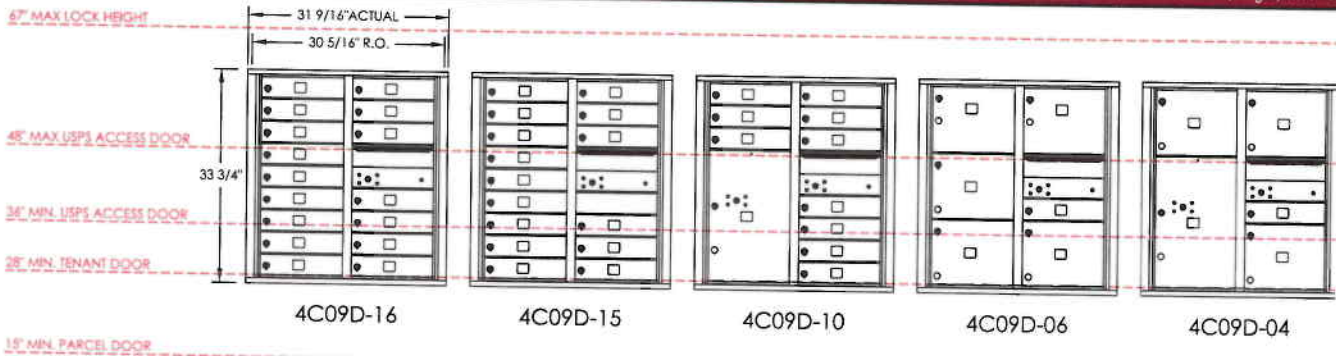 67" MAX LOCK HEIGHT
31 9/16" ACTUAL
30 5/16" R.O.
48" MAX USPS ACCESS DOOR
33 3/4"
36" MIN. USPS ACCESS DOOR
28" MIN. TENANT DOOR
4C09D-16
4C09D-15
4C09D-10
4C09D-06
4C09D-04
15" MIN. PARCEL DOOR